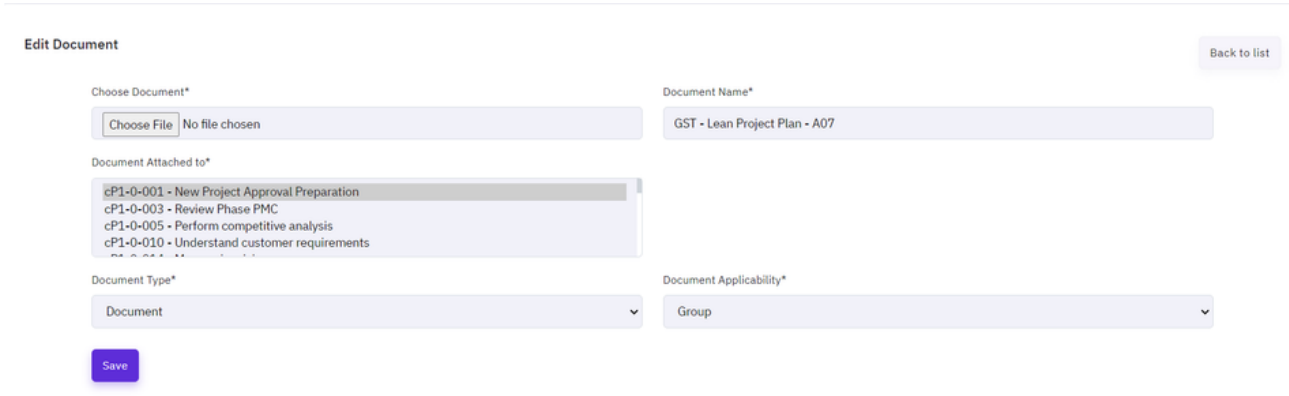 Edit Document
Back to list
Choose Document*
Document Name*
Choose File No file chosen
GST - Lean Project Plan - A07
Document Attached to*
cP1-0-001 - New Project Approval Preparation
cP1-0-003 - Review Phase PMC
cP1-0-005 - Perform competitive analysis
cP1-0-010 - Understand customer requirements
Document Type*
Document Applicability*
Document
Group
Save